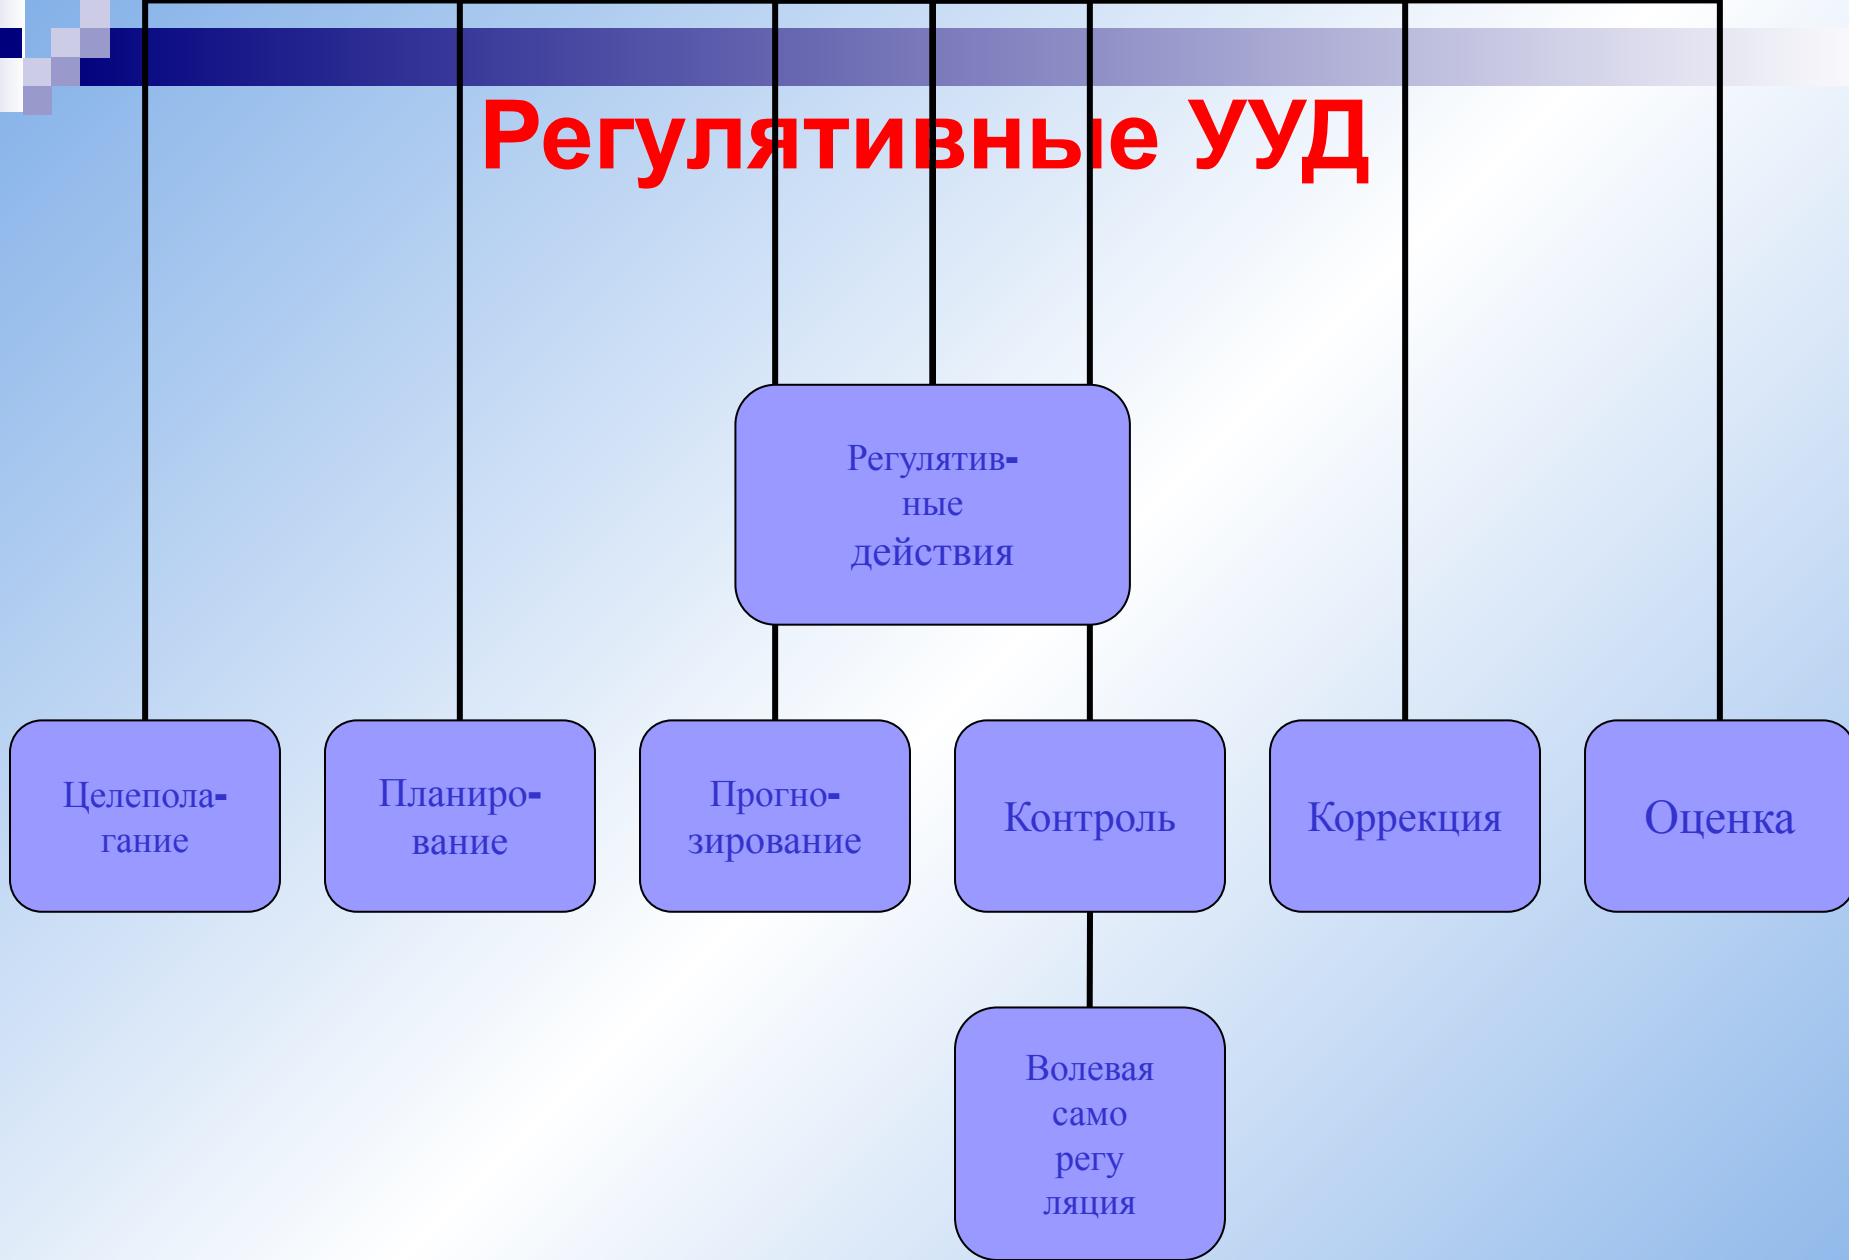 Регулятивные УУД
Регулятив-
ные
действия
Целепола-
гание
Планиро-
вание
Прогно-
зирование
Контроль
Коррекция
Оценка
Волевая
само
регу
ляция